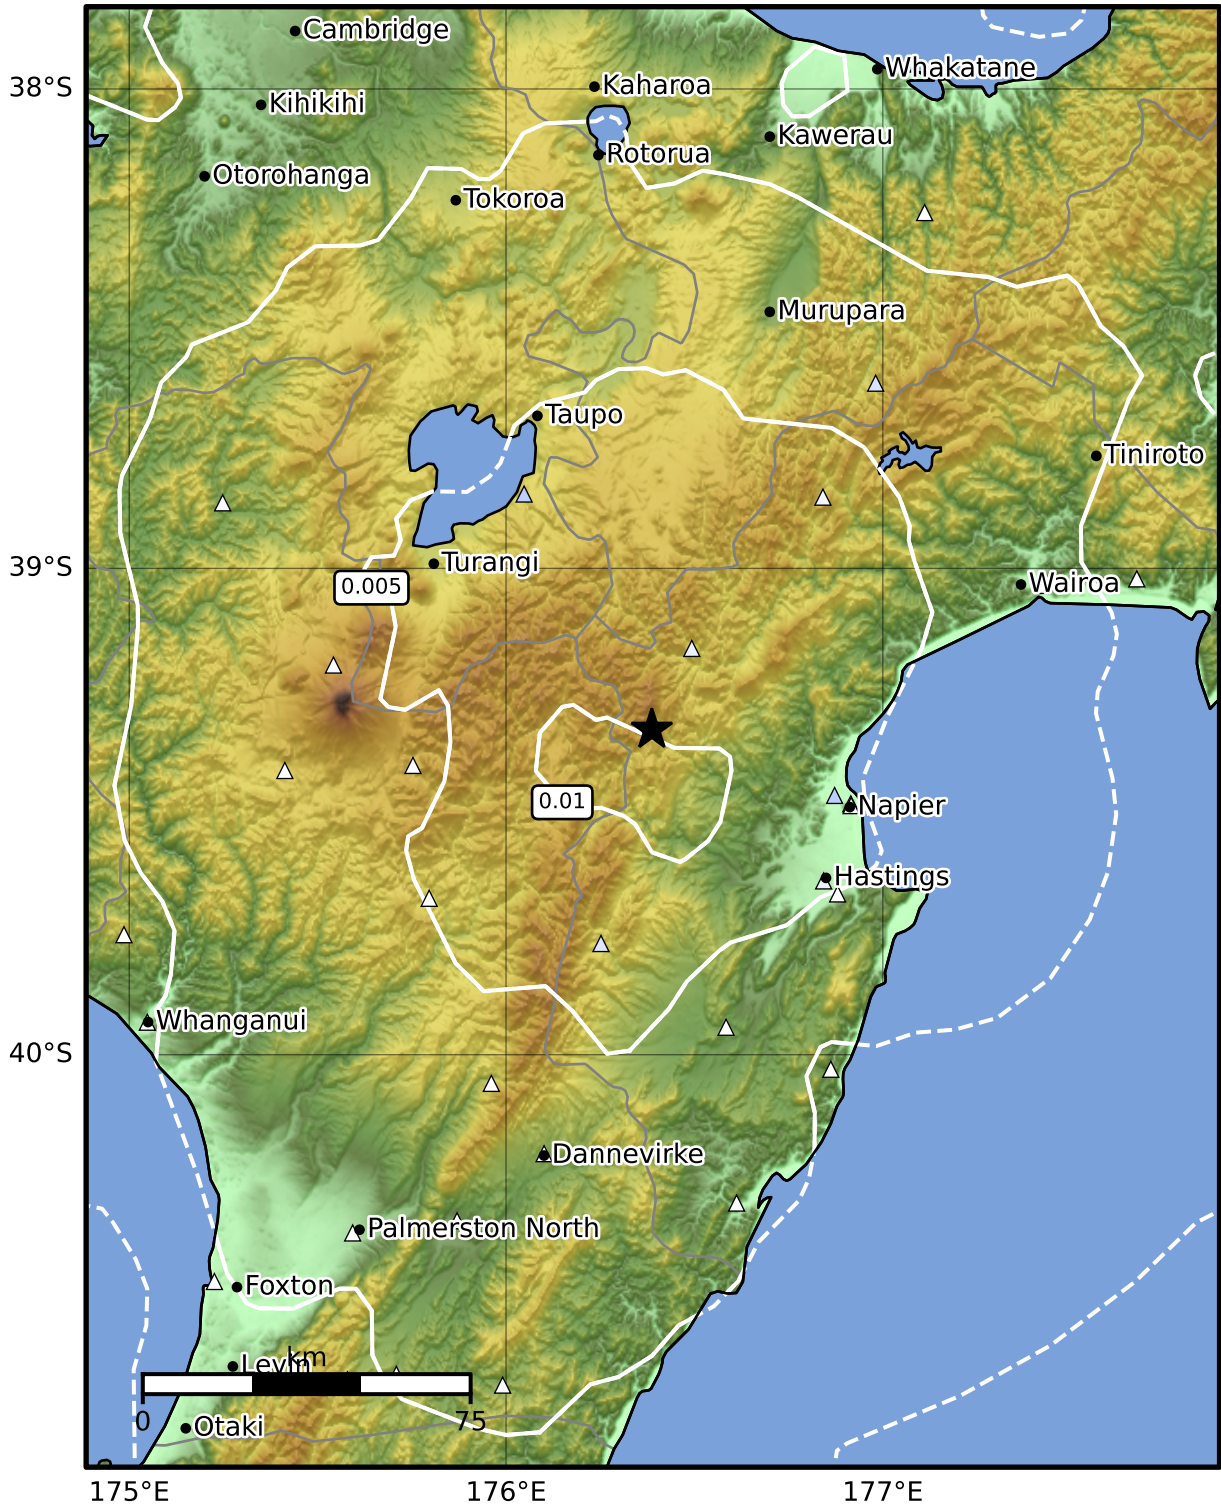 Cambridge
Kaharoa
Whakatane
38°S
Kihikihi
Kawerau
Rotorua
Otorohanga
Tokoroa
Murupara
Taupo
Tiniroto
Turangi
39°S
0.005
Wairoa
0.01
Napier
Hastings
Whanganui
40°S
Dannevirke
Palmerston North
Foxton
km
Levin
0 75
Otaki
175°E 176°E 177°E